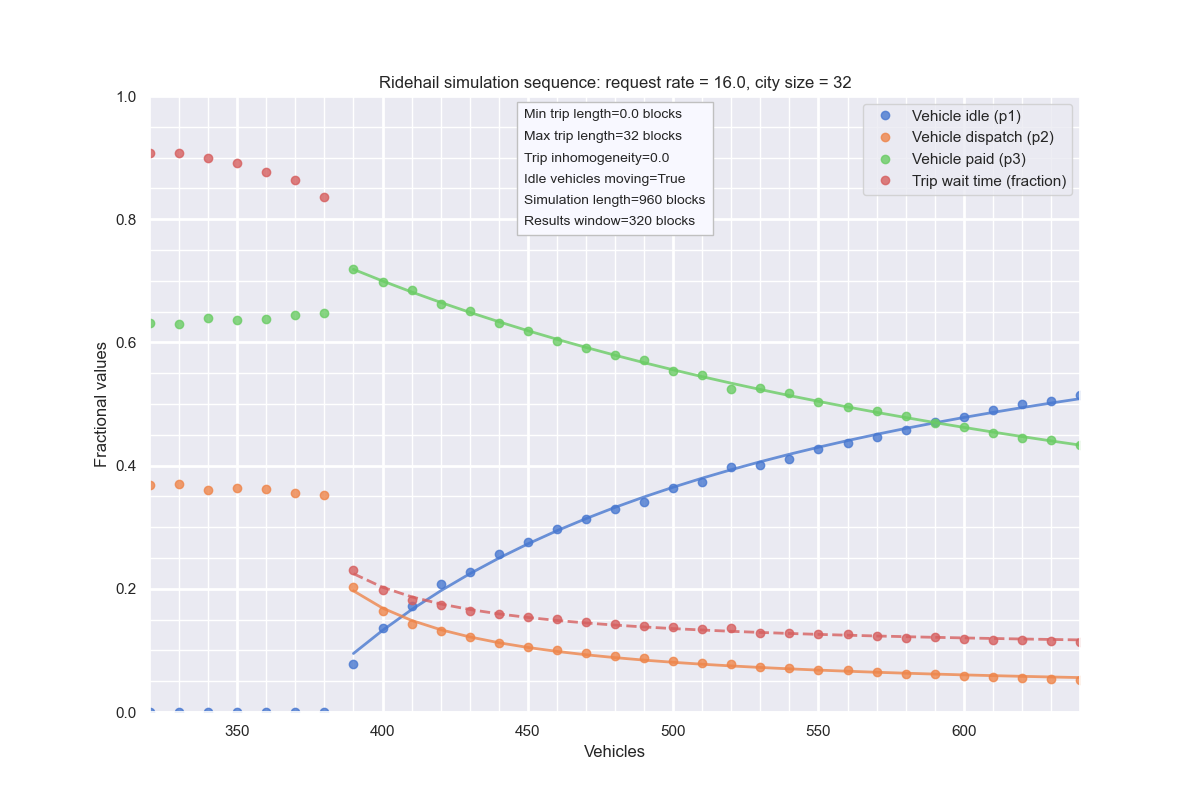 Ridehail simulation sequence: request rate = 16.0, city size = 32
1.0
0.8
0.6
0.4
0.2
0.0
Fractional values
Min trip length=0.0 blocks
Max trip length=32 blocks
Trip inhomogeneity=0.0
Idle vehicles moving=True
Simulation length=960 blocks
Results window=320 blocks
Vehicle idle (p1)
Vehicle dispatch (p2)
Vehicle paid (p3)
Trip wait time (fraction)
350 400 450 500 550 600
Vehicles